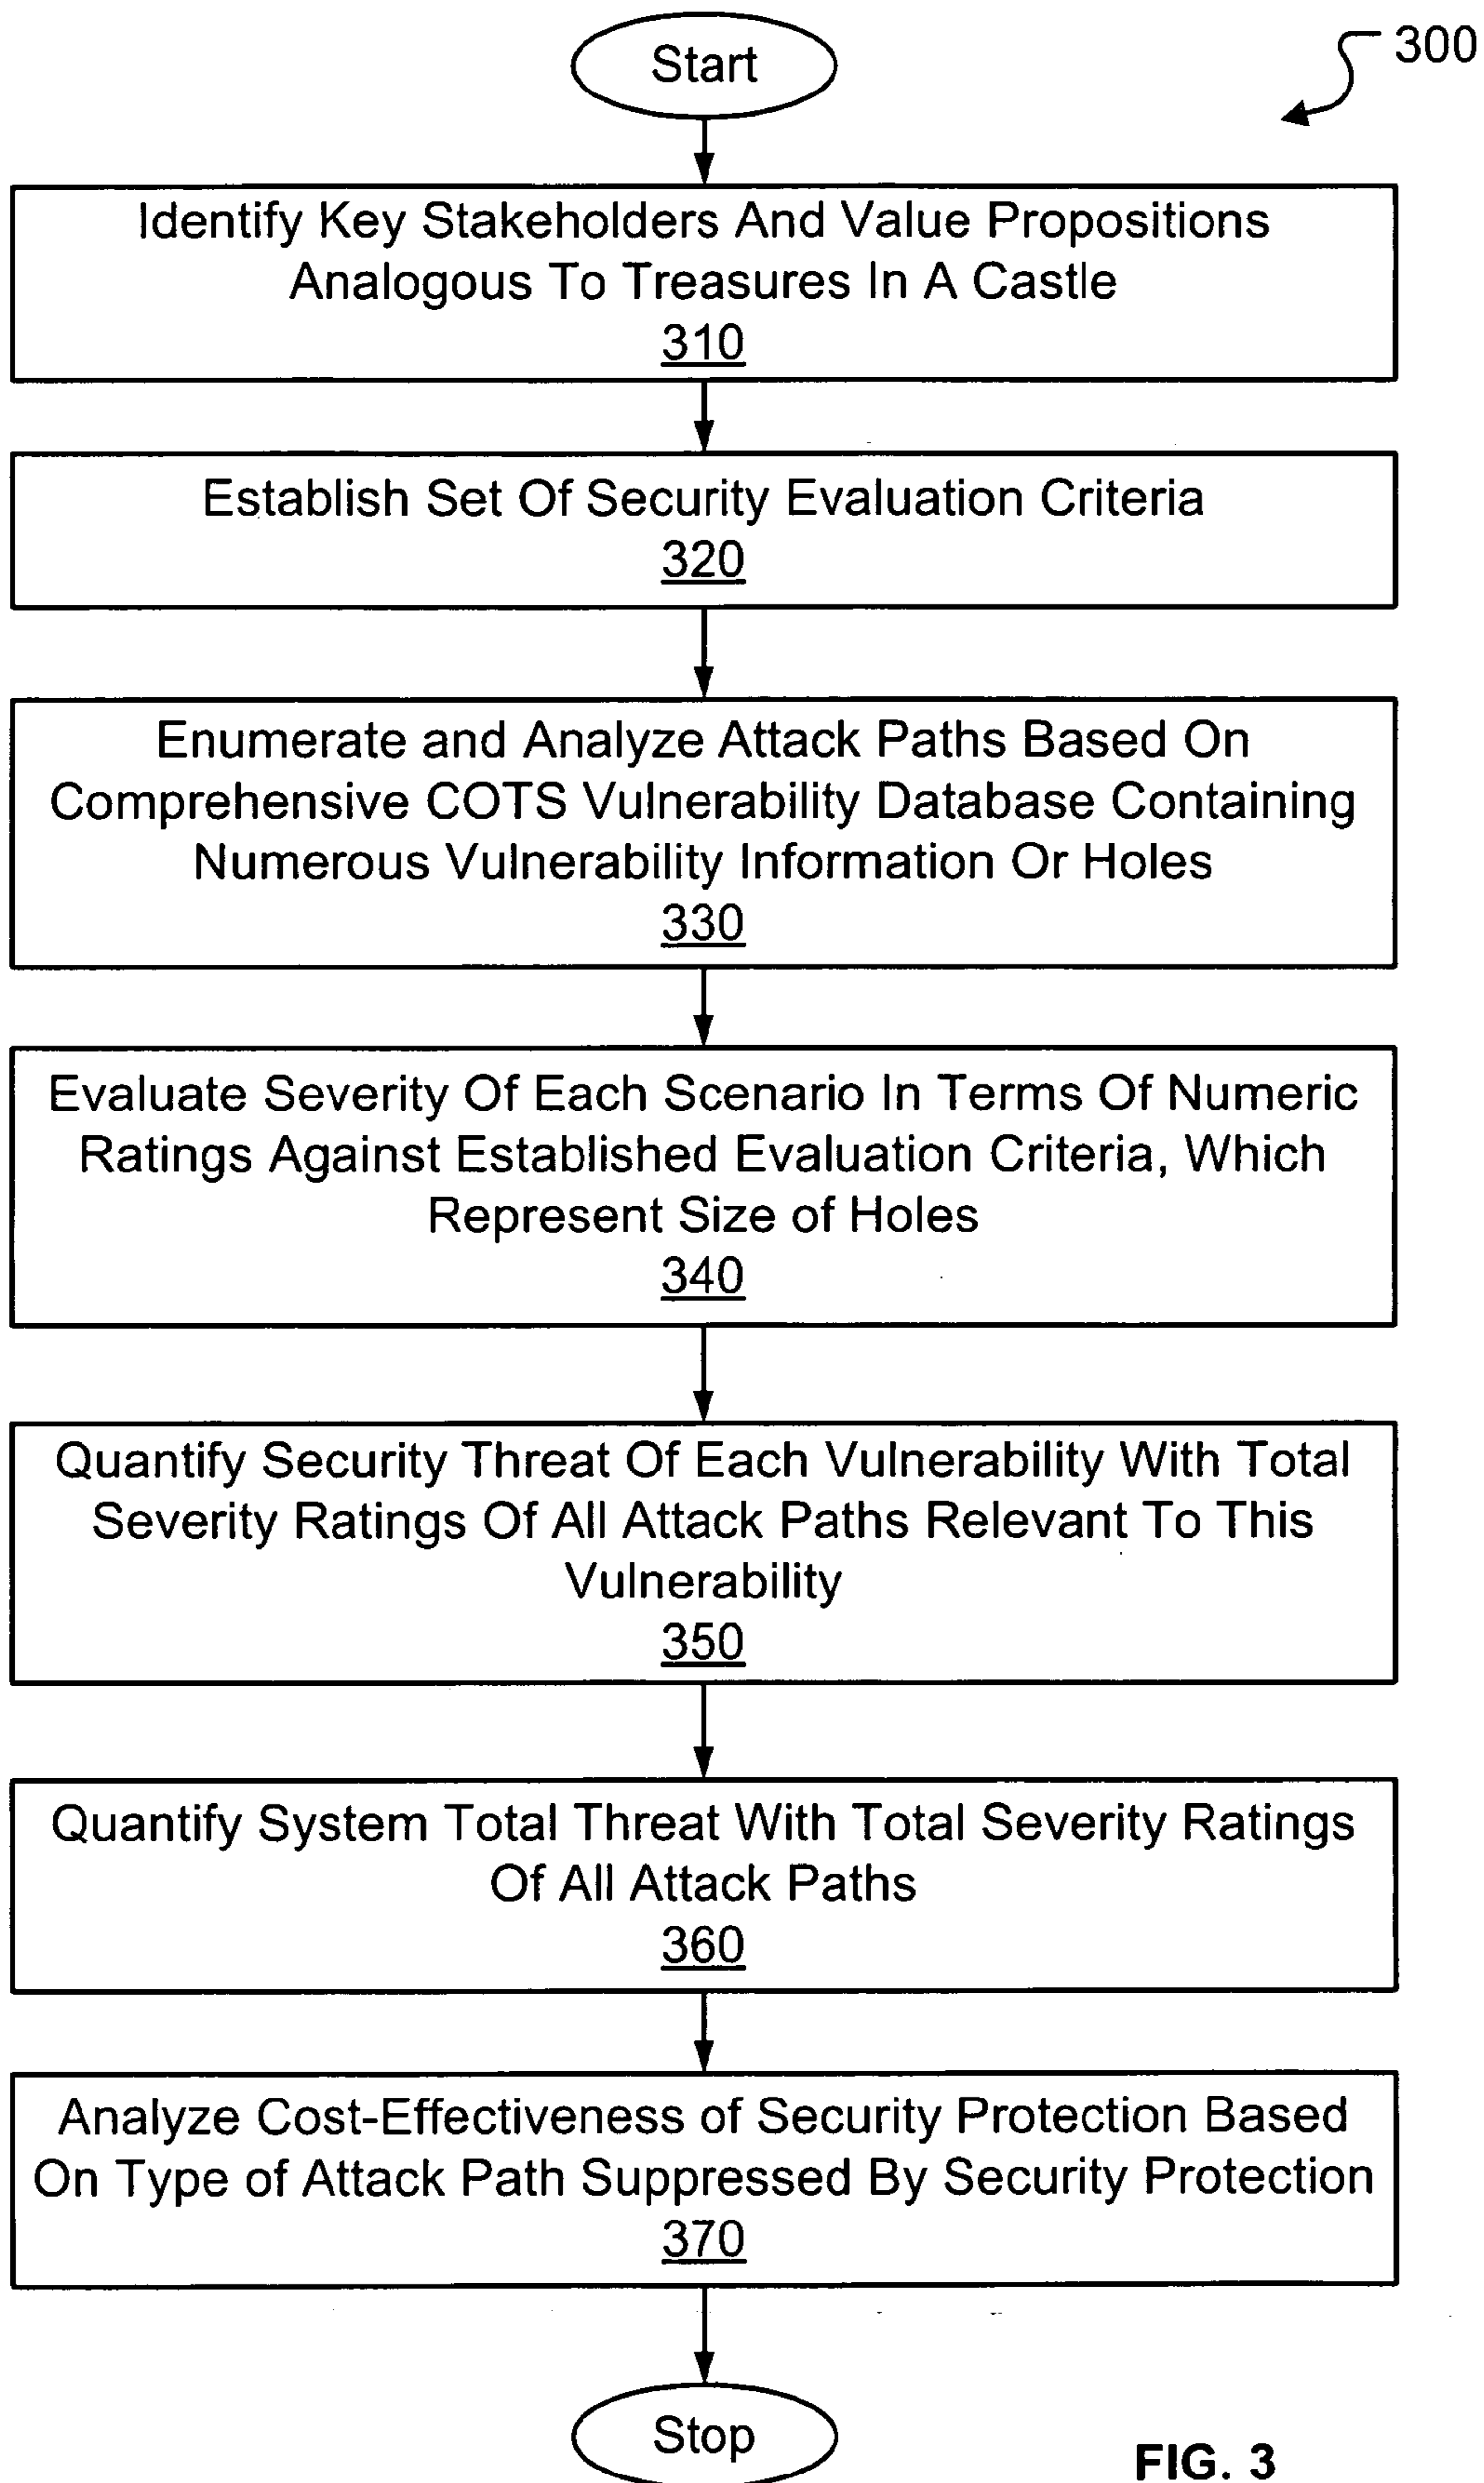 Start
300
Identify Key Stakeholders And Value Propositions
Analogous To Treasures In A Castle
310
Establish Set Of Security Evaluation Criteria
320
Enumerate and Analyze Attack Paths Based On
Comprehensive COTS Vulnerability Database Containing
Numerous Vulnerability Information Or Holes
330
Evaluate Severity Of Each Scenario In Terms Of Numeric
Ratings Against Established Evaluation Criteria, Which
Represent Size of Holes
340
Quantify Security Threat Of Each Vulnerability With Total
Severity Ratings Of All Attack Paths Relevant To This
Vulnerability
350
Quantify System Total Threat With Total Severity Ratings
Of All Attack Paths
360
Analyze Cost-Effectiveness of Security Protection Based
On Type of Attack Path Suppressed By Security Protection
370
Stop
FIG. 3